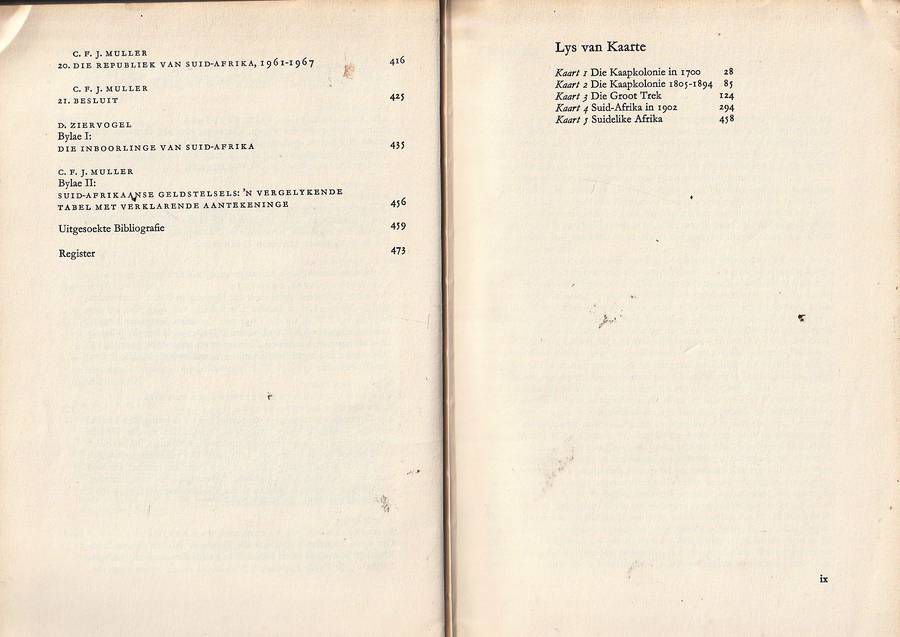 C. F. J. MULLER
20. DIE REPUBLIEK VAN SUID-AFRIKA, 1961-1967 416
C. F. J. MULLER
21. BESLUIT 425
D. ZIERVOGEL
Bylae I:
DIE INBOORLINGE VAN SUID-AFRIKA 435
C. F. J. MULLER
Bylae II:
SUID-AFRIKAANSE GELDSTELSELS: 'N VERGELYKENDE
TABEL MET VERKLARENDE AANTEKENINGE 456
Uitgesoekte Bibliografie 459
Register 473
Lys van Kaarte
Kaart 1 Die Kaapkolonie in 1700 28
Kaart 2 Die Kaapkolonie 1805-1894 85
Kaart 3 Die Groot Trek 124
Kaart 4 Suid-Afrika in 1902 294
Kaart 5 Suidelike Afrika 458
ix